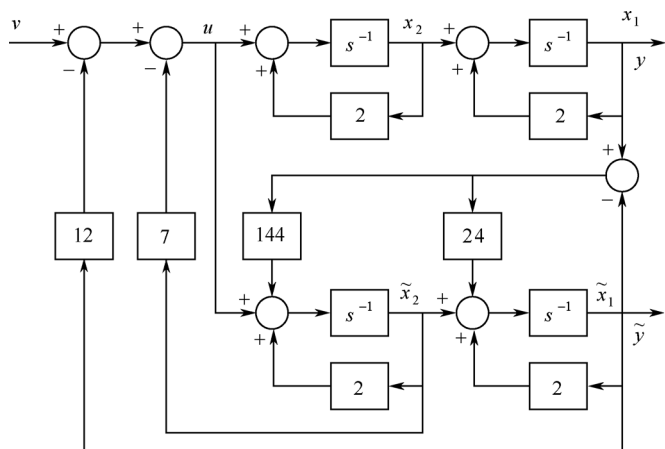 v + + u + x₂ + x₁
− − + s⁻¹ + s⁻¹ y
2 2
+
−
12 7 144 24
+ x̃₂ + x̃₁
+ s⁻¹ + s⁻¹ ỹ
2 2